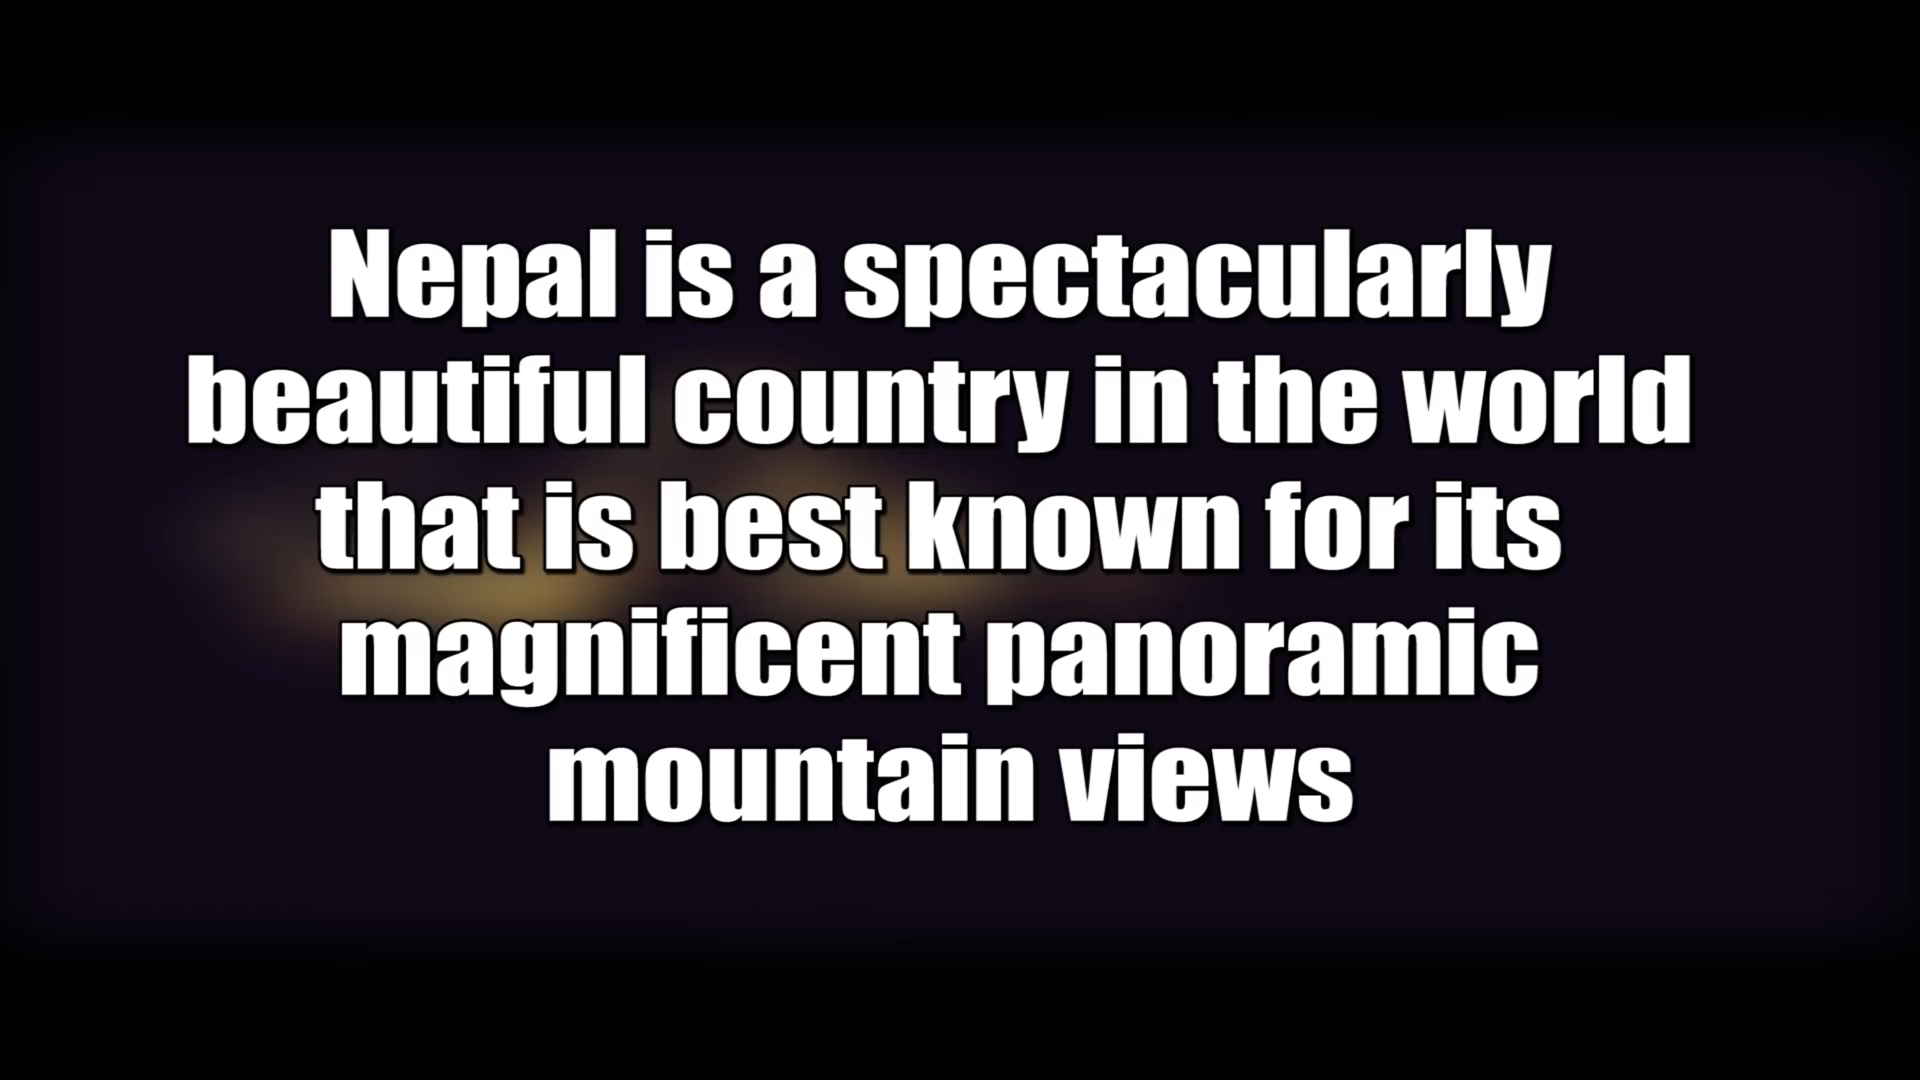 Nepal is a spectacularly
beautiful country in the world
that is best known for its
magnificent panoramic
mountain views